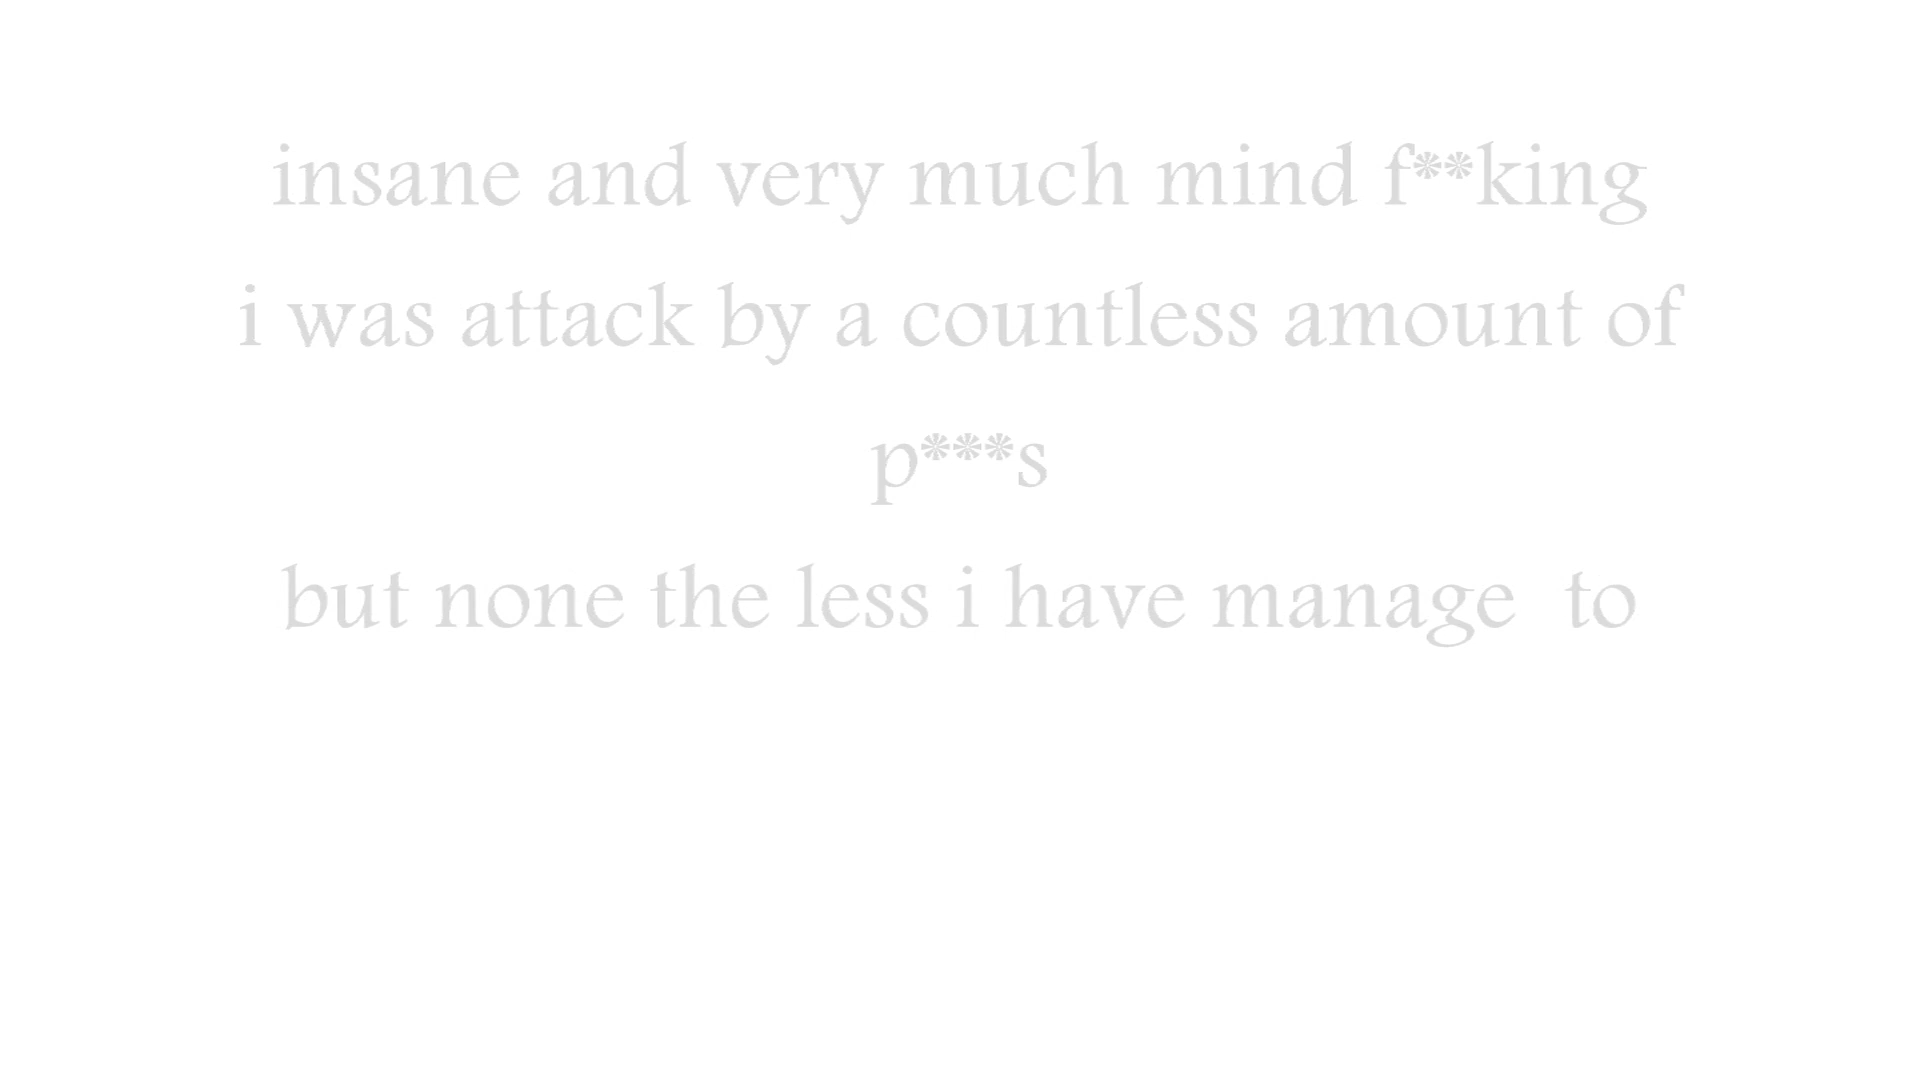 insane and very much mind f**king
i was attack by a countless amount of
p***s
but none the less i have manage  to